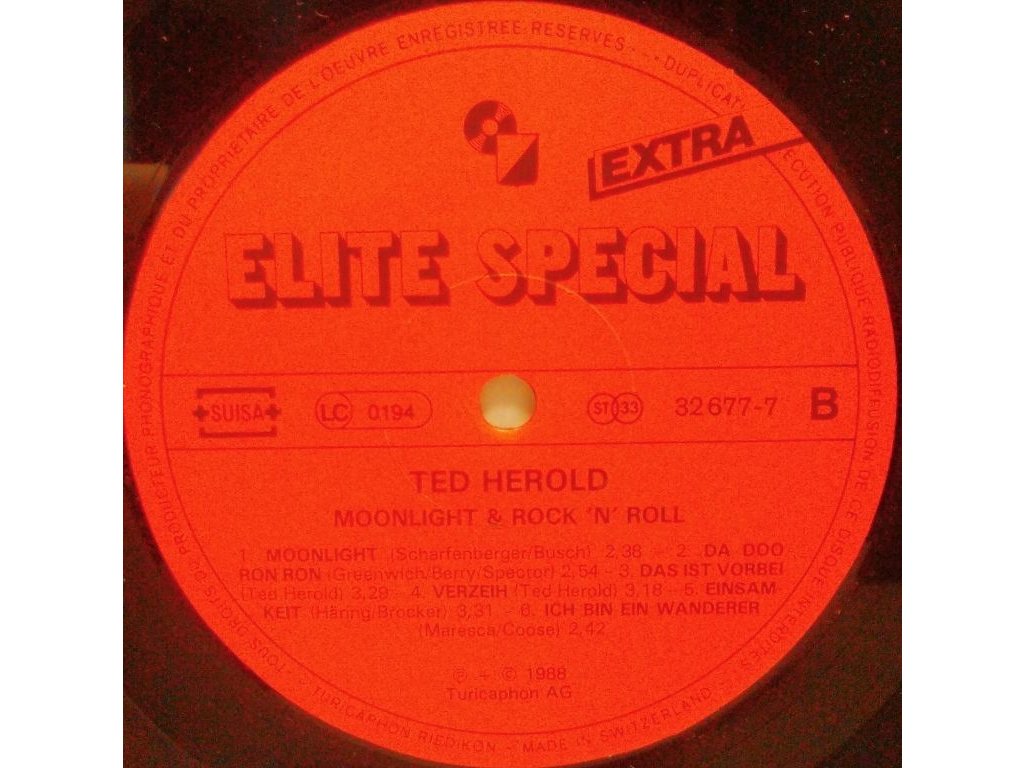 TOUS DROITS DU PRODUCTEUR PHONOGRAPHIQUE ET DU PROPRIETAIRE DE L'OEUVRE ENREGISTREE RESERVES · DUPLICAT ECUTION PUBLIQUE RADIODIFFUSION DE CE DISQUE INTERDITES
EXTRA
ELITE SPECIAL
SUISA LC 0194 ST 33 32 677-7 B
TED HEROLD
MOONLIGHT & ROCK 'N' ROLL
1. MOONLIGHT (Scharfenberger/Busch) 2,38 – 2. DA DOO
RON RON (Greenwich/Berry/Spector) 2,54 – 3. DAS IST VORBEI
(Ted Herold) 3,29 – 4. VERZEIH (Ted Herold) 3,18 – 5. EINSAM
KEIT (Häring/Brocker) 3,31 – 6. ICH BIN EIN WANDERER
(Maresca/Coose) 2,42
℗ + © 1988
Turicaphon AG
TURICAPHON RIEDIKON - MADE IN SWITZERLAND